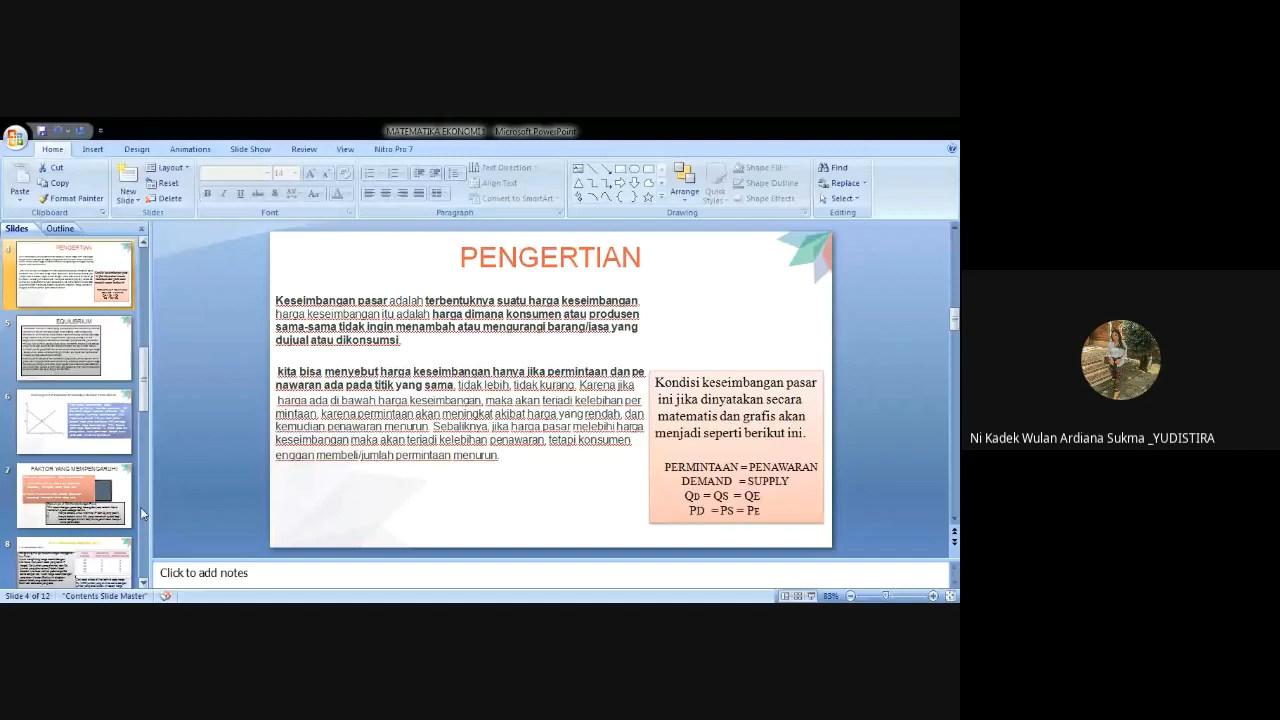 MATEMATIKA EKONOMI1 - Microsoft PowerPoint
Home Insert Design Animations Slide Show Review View Nitro Pro 7
Cut
Copy
Format Painter
Paste
Clipboard
New
Slide
Layout
Reset
Delete
Slides
14
Font
Text Direction
Align Text
Convert to SmartArt
Paragraph
Arrange
Quick
Styles
Shape Fill
Shape Outline
Shape Effects
Drawing
Find
Replace
Select
Editing
Slides Outline
4
PENGERTIAN
5
EQUILIBRIUM
6
7
FAKTOR YANG MEMPENGARUHI
8
PENGERTIAN
Keseimbangan pasar adalah terbentuknya suatu harga keseimbangan,
harga keseimbangan itu adalah harga dimana konsumen atau produsen
sama-sama tidak ingin menambah atau mengurangi barang/jasa yang
dujual atau dikonsumsi.
kita bisa menyebut harga keseimbangan hanya jika permintaan dan pe
nawaran ada pada titik yang sama, tidak lebih, tidak kurang. Karena jika
harga ada di bawah harga keseimbangan, maka akan terjadi kelebihan per
mintaan, karena permintaan akan meningkat akibat harga yang rendah, dan
kemudian penawaran menurun. Sebaliknya, jika harga pasar melebihi harga
keseimbangan maka akan terjadi kelebihan penawaran, tetapi konsumen
enggan membeli/jumlah permintaan menurun.
Kondisi keseimbangan pasar
ini jika dinyatakan secara
matematis dan grafis akan
menjadi seperti berikut ini.
PERMINTAAN = PENAWARAN
DEMAND = SUPPLY
QD = QS = QE
PD = PS = PE
Click to add notes
Slide 4 of 12 "Contents Slide Master" 83%
Ni Kadek Wulan Ardiana Sukma _YUDISTIRA